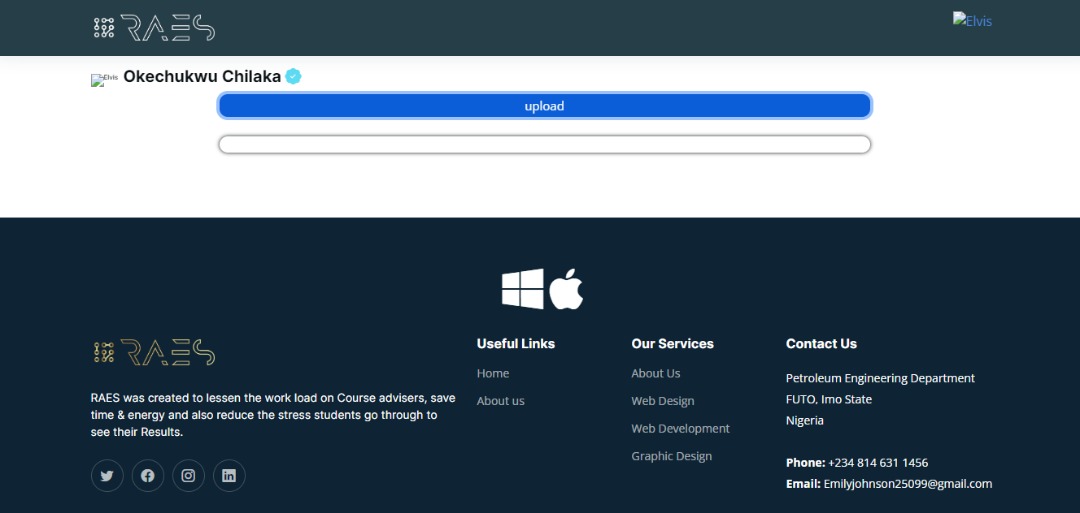 RAES
Elvis
Elvis Okechukwu Chilaka
upload
RAES
RAES was created to lessen the work load on Course advisers, save
time & energy and also reduce the stress students go through to
see their Results.
Useful Links
Home
About us
Our Services
About Us
Web Design
Web Development
Graphic Design
Contact Us
Petroleum Engineering Department
FUTO, Imo State
Nigeria
Phone: +234 814 631 1456
Email: Emilyjohnson25099@gmail.com